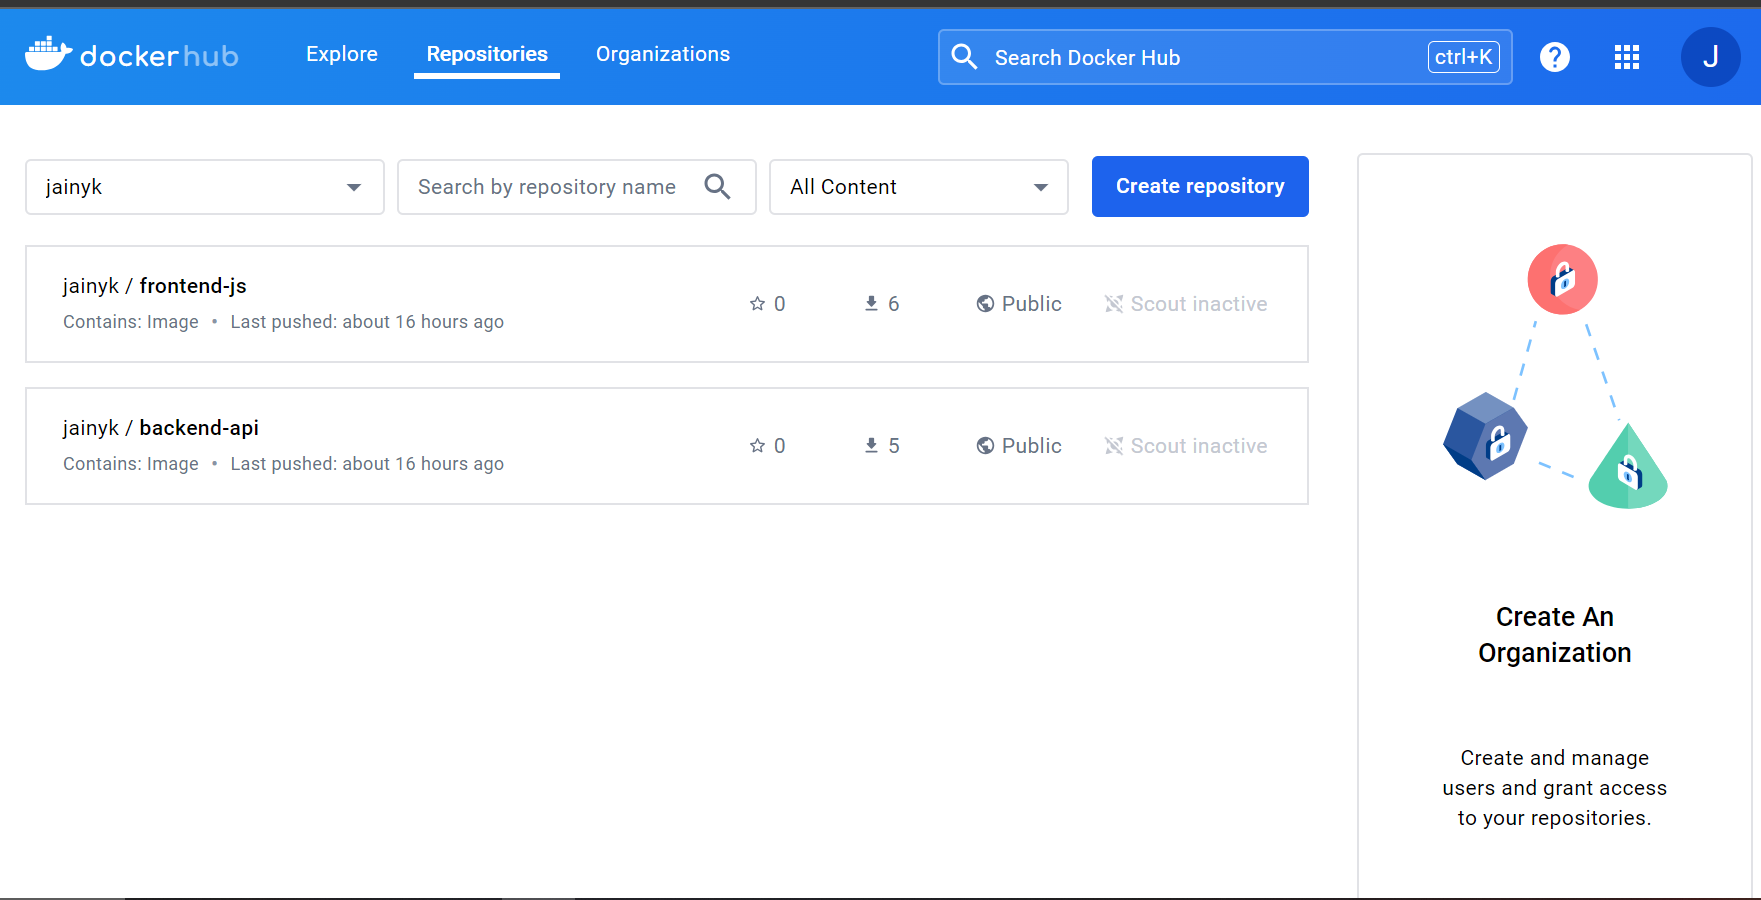 dockerhub Explore Repositories Organizations Search Docker Hub ctrl+K ? J
jainyk Search by repository name All Content Create repository
jainyk / frontend-js
Contains: Image • Last pushed: about 16 hours ago
0 6 Public Scout inactive
jainyk / backend-api
Contains: Image • Last pushed: about 16 hours ago
0 5 Public Scout inactive
Create An
Organization
Create and manage
users and grant access
to your repositories.